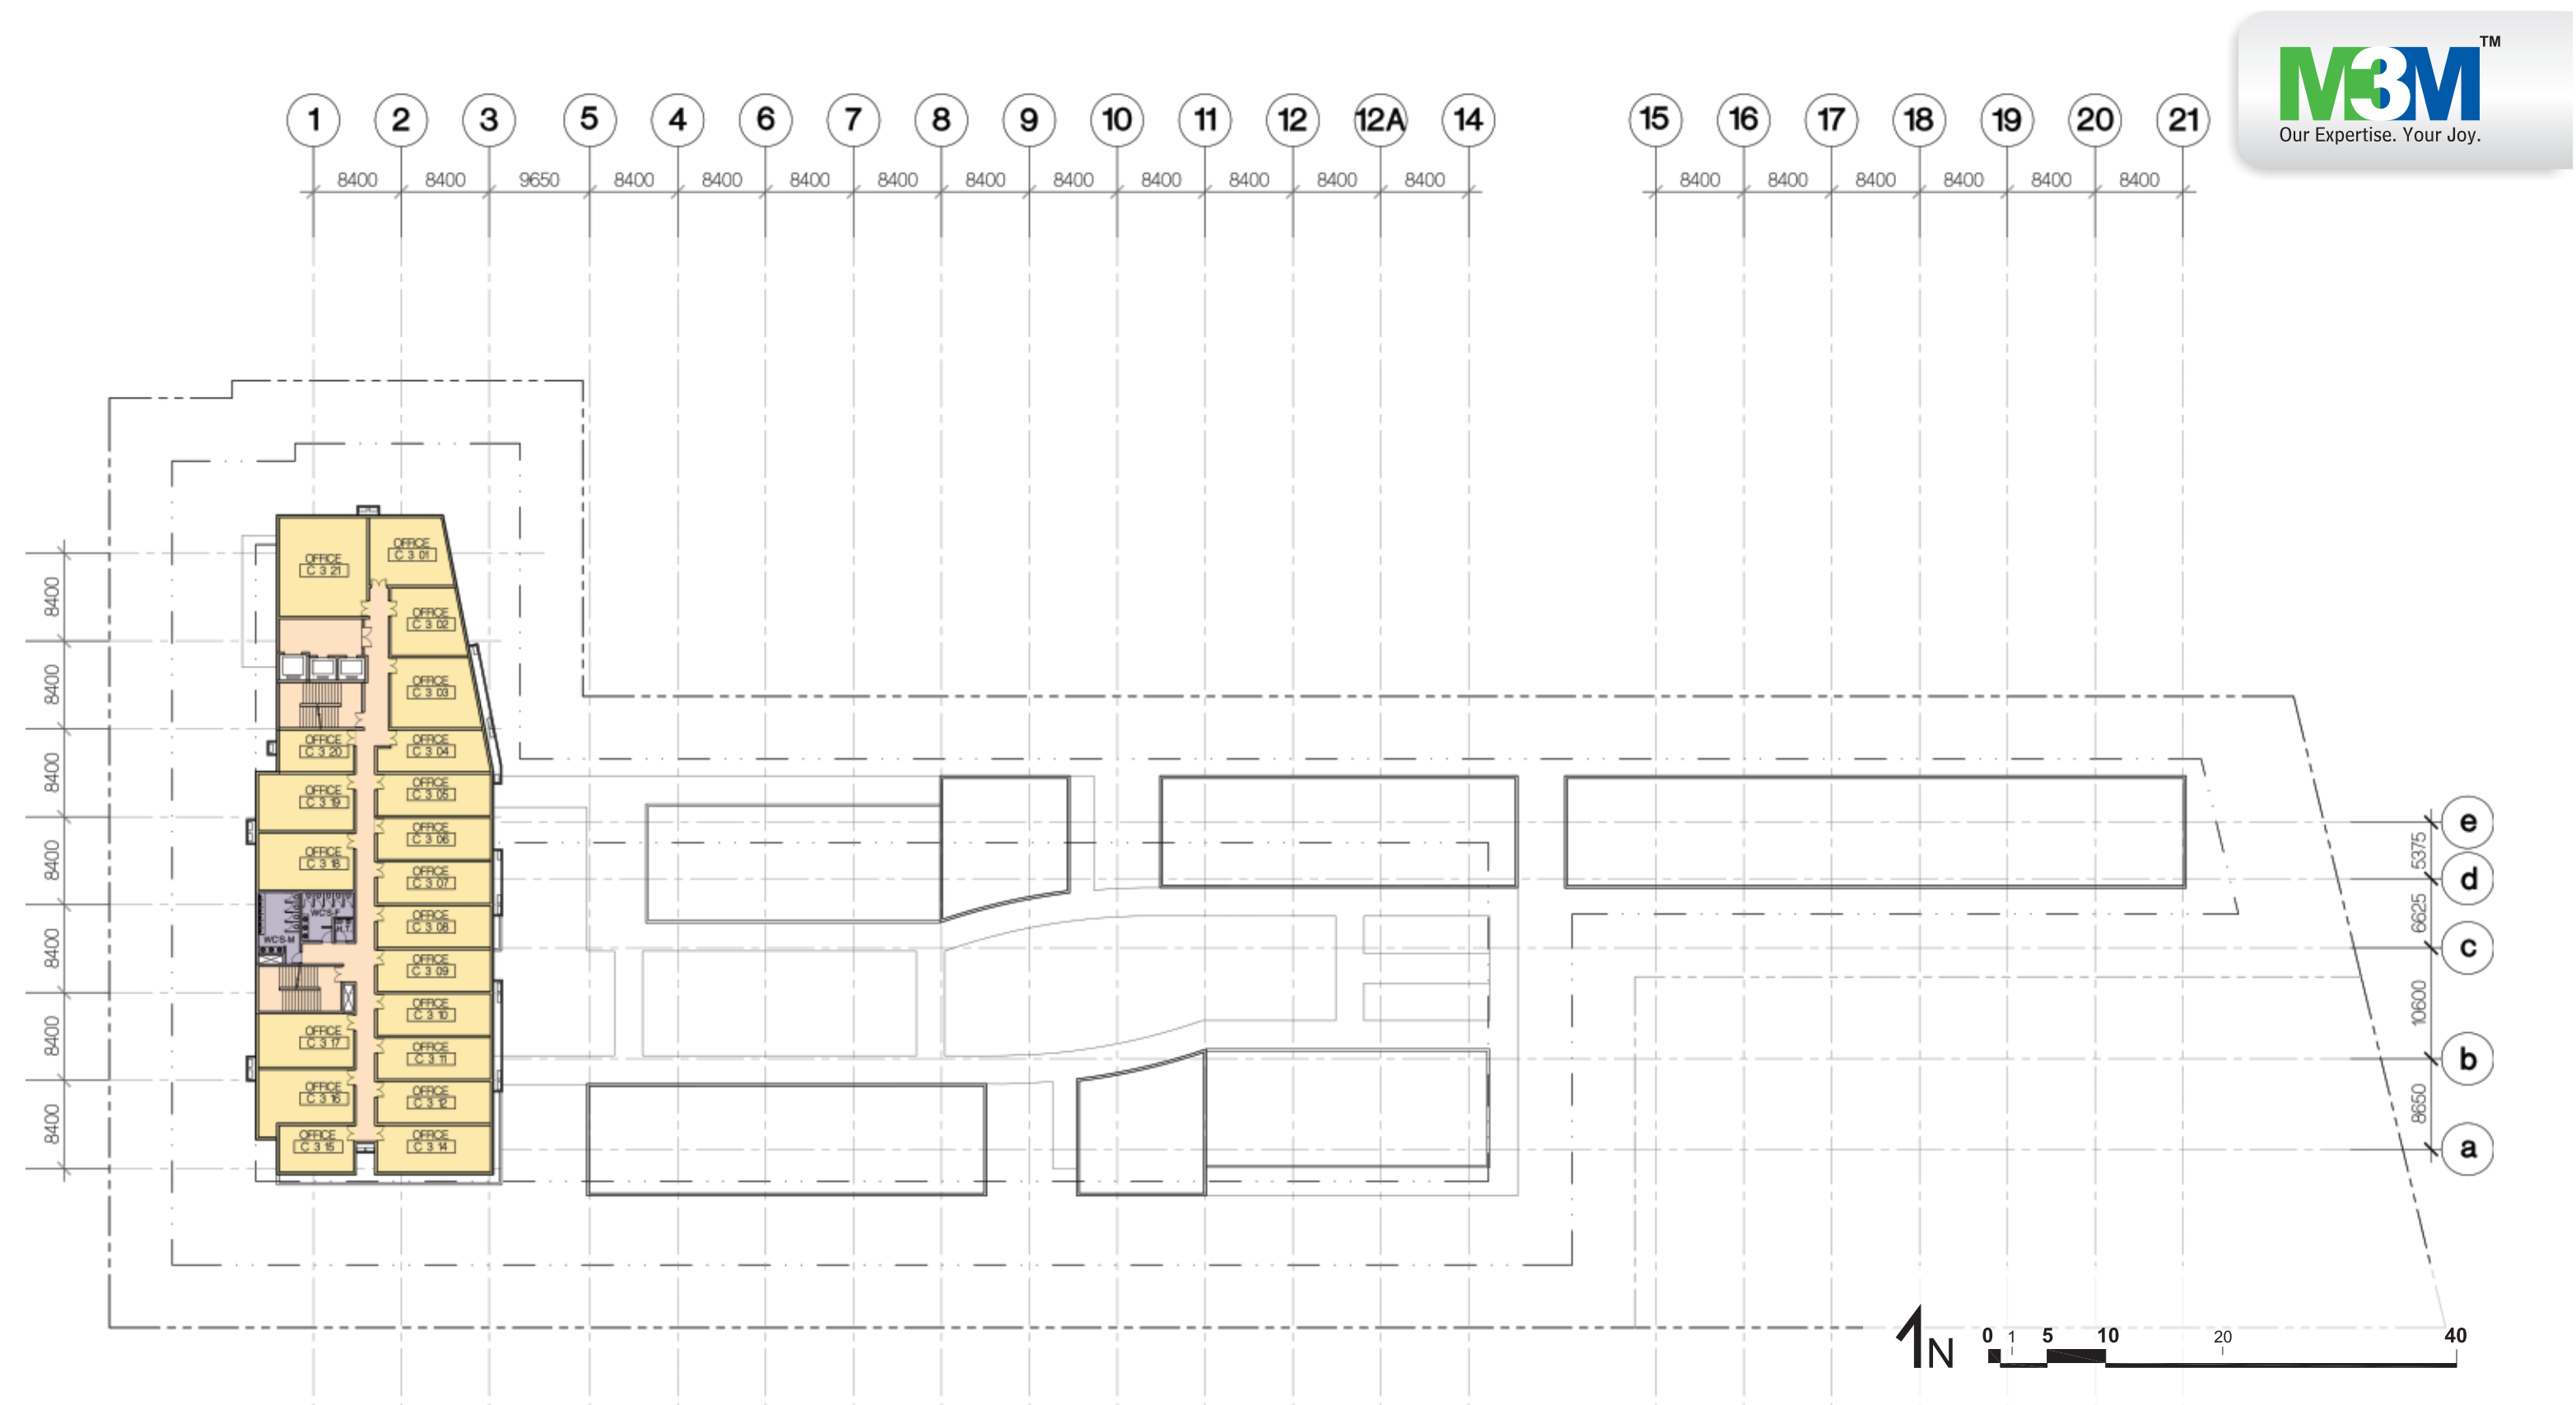 M3M™
Our Expertise. Your Joy.
1 2 3 5 4 6 7 8 9 10 11 12 12A 14 15 16 17 18 19 20 21
8400 8400 9650 8400 8400 8400 8400 8400 8400 8400 8400 8400 8400 8400 8400 8400 8400 8400 8400
OFFICE
C 3 01
OFFICE
C 3 21
OFFICE
C 3 02
OFFICE
C 3 03
OFFICE
C 3 20
OFFICE
C 3 04
OFFICE
C 3 19
OFFICE
C 3 05
OFFICE
C 3 18
OFFICE
C 3 06
OFFICE
C 3 07
WC'S-F
H.T.
WC'S-M
OFFICE
C 3 08
OFFICE
C 3 09
OFFICE
C 3 10
OFFICE
C 3 17
OFFICE
C 3 11
OFFICE
C 3 16
OFFICE
C 3 12
OFFICE
C 3 15
OFFICE
C 3 14
8400
8400
8400
8400
8400
8400
8400
e
5375
d
6625
c
10600
b
8650
a
N
0 1 5 10 20 40